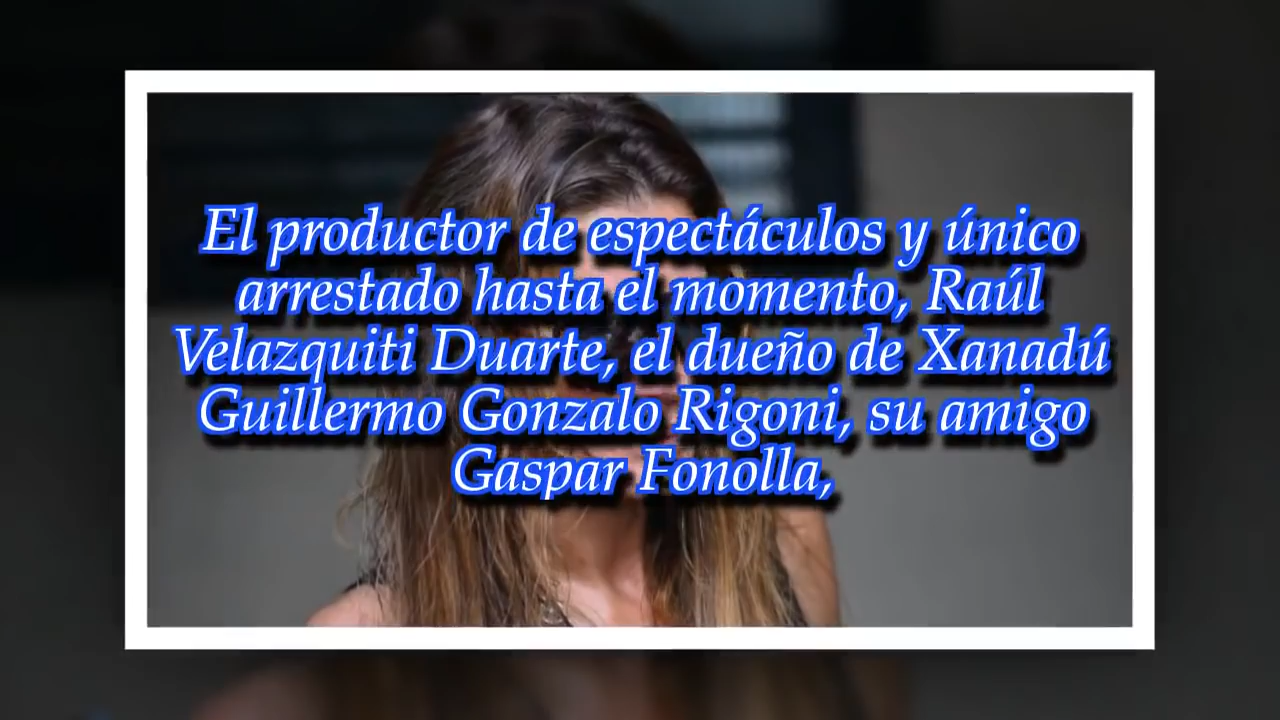 El productor de espectáculos y único
arrestado hasta el momento, Raúl
Velazquiti Duarte, el dueño de Xanadú
Guillermo Gonzalo Rigoni, su amigo
Gaspar Fonolla,